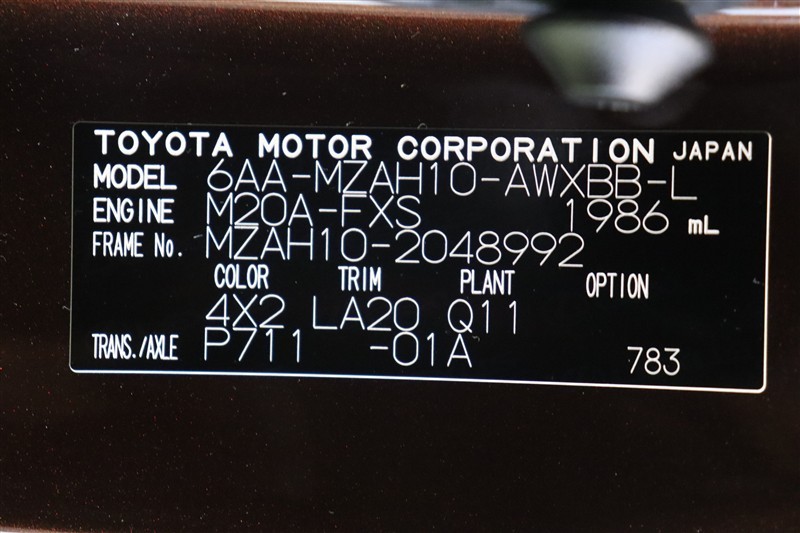 TOYOTA MOTOR CORPORATION JAPAN
MODEL 6AA-MZAH10-AWXBB-L
ENGINE M20A-FXS 1986 mL
FRAME No. MZAH10-2048992
COLOR TRIM PLANT OPTION
4X2 LA20 Q11
TRANS./AXLE P711 -01A 783